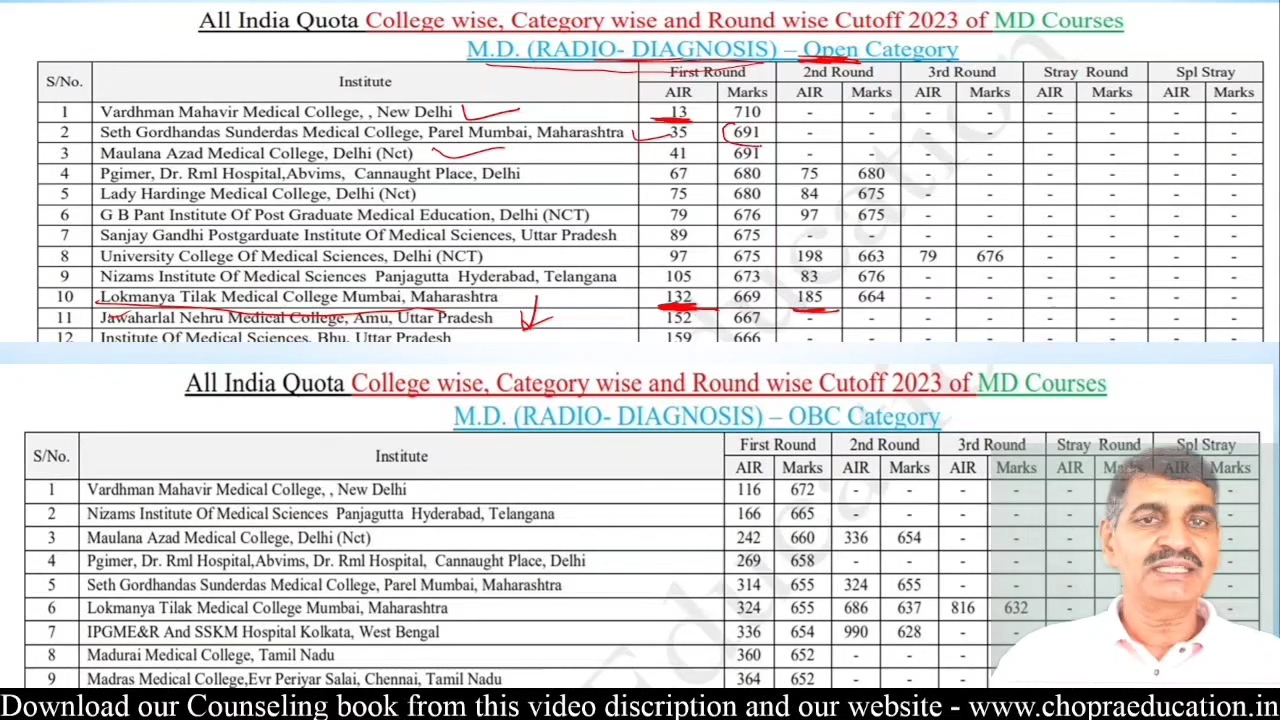 All India Quota College wise, Category wise and Round wise Cutoff 2023 of MD Courses
M.D. (RADIO- DIAGNOSIS) – Open Category
S/No. Institute First Round 2nd Round 3rd Round Stray Round Spl Stray
AIR Marks AIR Marks AIR Marks AIR Marks AIR Marks
1 Vardhman Mahavir Medical College, , New Delhi 13 710 - - - - - - - -
2 Seth Gordhandas Sunderdas Medical College, Parel Mumbai, Maharashtra 35 691 - - - - - - - -
3 Maulana Azad Medical College, Delhi (Nct) 41 691 - - - - - - - -
4 Pgimer, Dr. Rml Hospital,Abvims, Cannaught Place, Delhi 67 680 75 680 - - - - - -
5 Lady Hardinge Medical College, Delhi (Nct) 75 680 84 675 - - - - - -
6 G B Pant Institute Of Post Graduate Medical Education, Delhi (NCT) 79 676 97 675 - - - - - -
7 Sanjay Gandhi Postgarduate Institute Of Medical Sciences, Uttar Pradesh 89 675 - - - - - - - -
8 University College Of Medical Sciences, Delhi (NCT) 97 675 198 663 79 676 - - - -
9 Nizams Institute Of Medical Sciences Panjagutta Hyderabad, Telangana 105 673 83 676 - - - - - -
10 Lokmanya Tilak Medical College Mumbai, Maharashtra 132 669 185 664 - - - - - -
11 Jawaharlal Nehru Medical College, Amu, Uttar Pradesh 152 667 - - - - - - - -
12 Institute Of Medical Sciences, Bhu, Uttar Pradesh 159 666 - - - - - - - -
All India Quota College wise, Category wise and Round wise Cutoff 2023 of MD Courses
M.D. (RADIO- DIAGNOSIS) – OBC Category
S/No. Institute First Round 2nd Round 3rd Round Stray Round Spl Stray
AIR Marks AIR Marks AIR Marks AIR Marks AIR Marks
1 Vardhman Mahavir Medical College, , New Delhi 116 672 - - - - - - -
2 Nizams Institute Of Medical Sciences Panjagutta Hyderabad, Telangana 166 665 - - - - - - -
3 Maulana Azad Medical College, Delhi (Nct) 242 660 336 654 - - - -
4 Pgimer, Dr. Rml Hospital,Abvims, Dr. Rml Hospital, Cannaught Place, Delhi 269 658 - - - - - -
5 Seth Gordhandas Sunderdas Medical College, Parel Mumbai, Maharashtra 314 655 324 655 - - - -
6 Lokmanya Tilak Medical College Mumbai, Maharashtra 324 655 686 637 816 632 - -
7 IPGME&R And SSKM Hospital Kolkata, West Bengal 336 654 990 628 - - - -
8 Madurai Medical College, Tamil Nadu 360 652 - - - - -
9 Madras Medical College,Evr Periyar Salai, Chennai, Tamil Nadu 364 652 - - - -
Download our Counseling book from this video discription and our website - www.chopraeducation.in